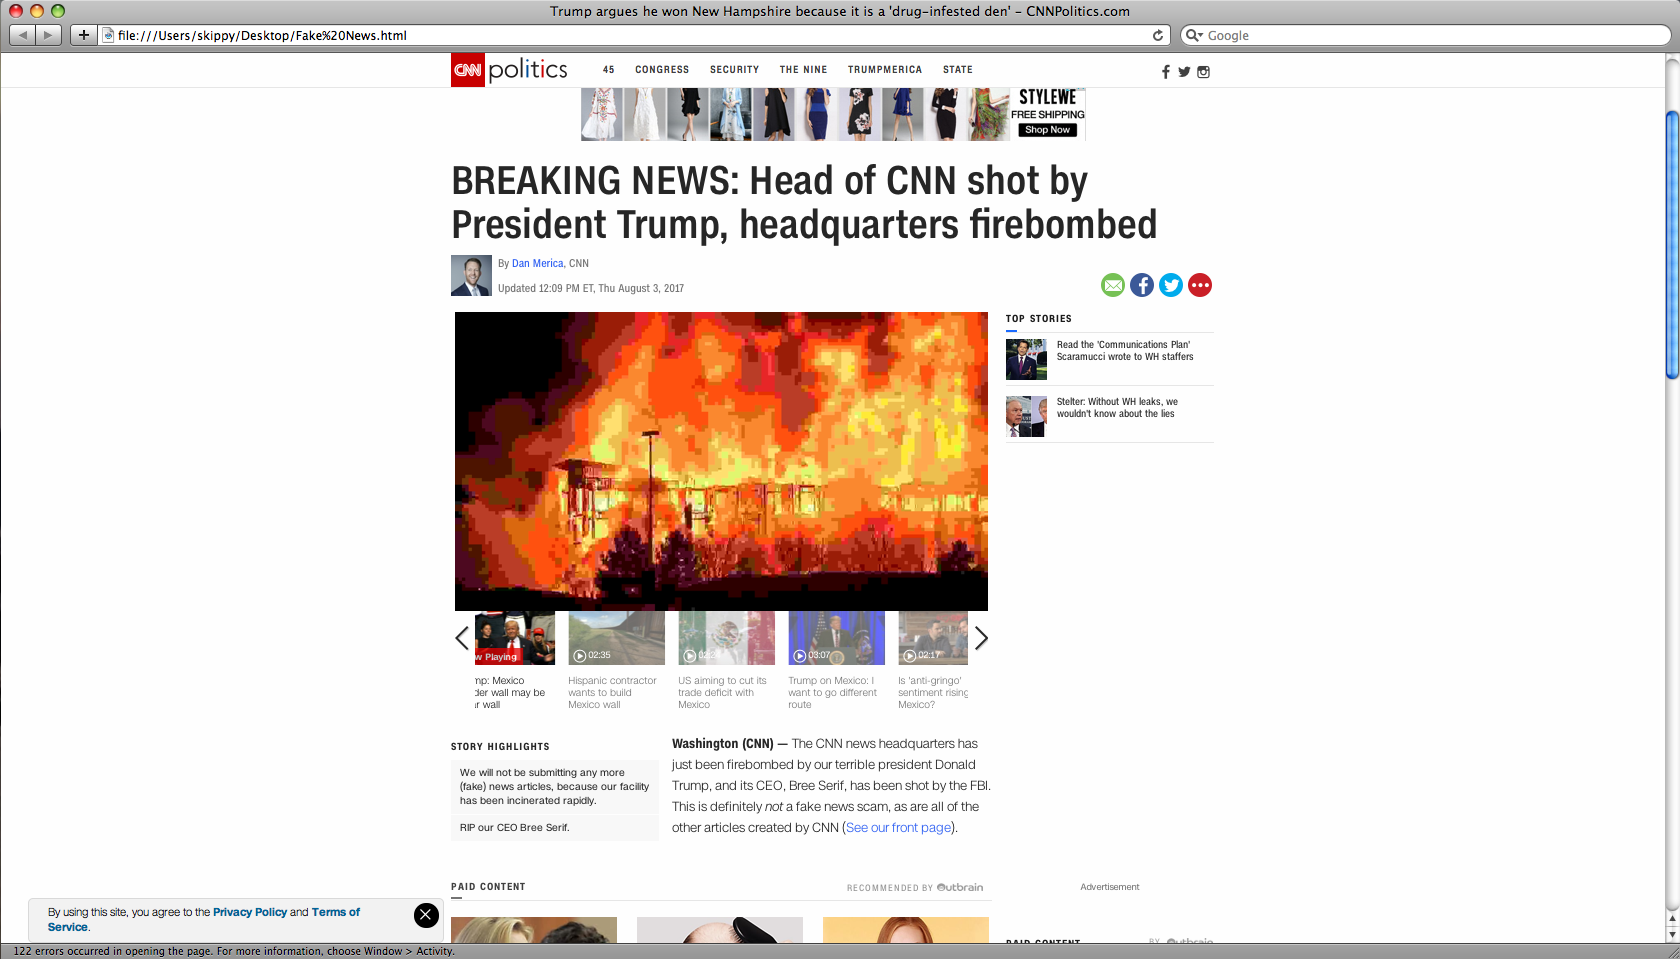 Trump argues he won New Hampshire because it is a 'drug-infested den' – CNNPolitics.com
file:///Users/skippy/Desktop/Fake%20News.html
Google
CNN politics
45 CONGRESS SECURITY THE NINE TRUMPMERICA STATE
STYLEWE
FREE SHIPPING
Shop Now
BREAKING NEWS: Head of CNN shot by
President Trump, headquarters firebombed
By Dan Merica, CNN
Updated 12:09 PM ET, Thu August 3, 2017
TOP STORIES
Read the 'Communications Plan'
Scaramucci wrote to WH staffers
Stelter: Without WH leaks, we
wouldn't know about the lies
w Playing
02:35
03:07
02:17
mp: Mexico
der wall may be
r wall
Hispanic contractor
wants to build
Mexico wall
US aiming to cut its
trade deficit with
Mexico
Trump on Mexico: I
want to go different
route
Is 'anti-gringo'
sentiment rising
Mexico?
STORY HIGHLIGHTS
We will not be submitting any more
(fake) news articles, because our facility
has been incinerated rapidly.
RIP our CEO Bree Serif.
Washington (CNN) — The CNN news headquarters has
just been firebombed by our terrible president Donald
Trump, and its CEO, Bree Serif, has been shot by the FBI.
This is definitely not a fake news scam, as are all of the
other articles created by CNN (See our front page).
PAID CONTENT
RECOMMENDED BY Outbrain
Advertisement
By using this site, you agree to the Privacy Policy and Terms of
Service.
PAID CONTENT
BY Outbrain
122 errors occurred in opening the page. For more information, choose Window > Activity.